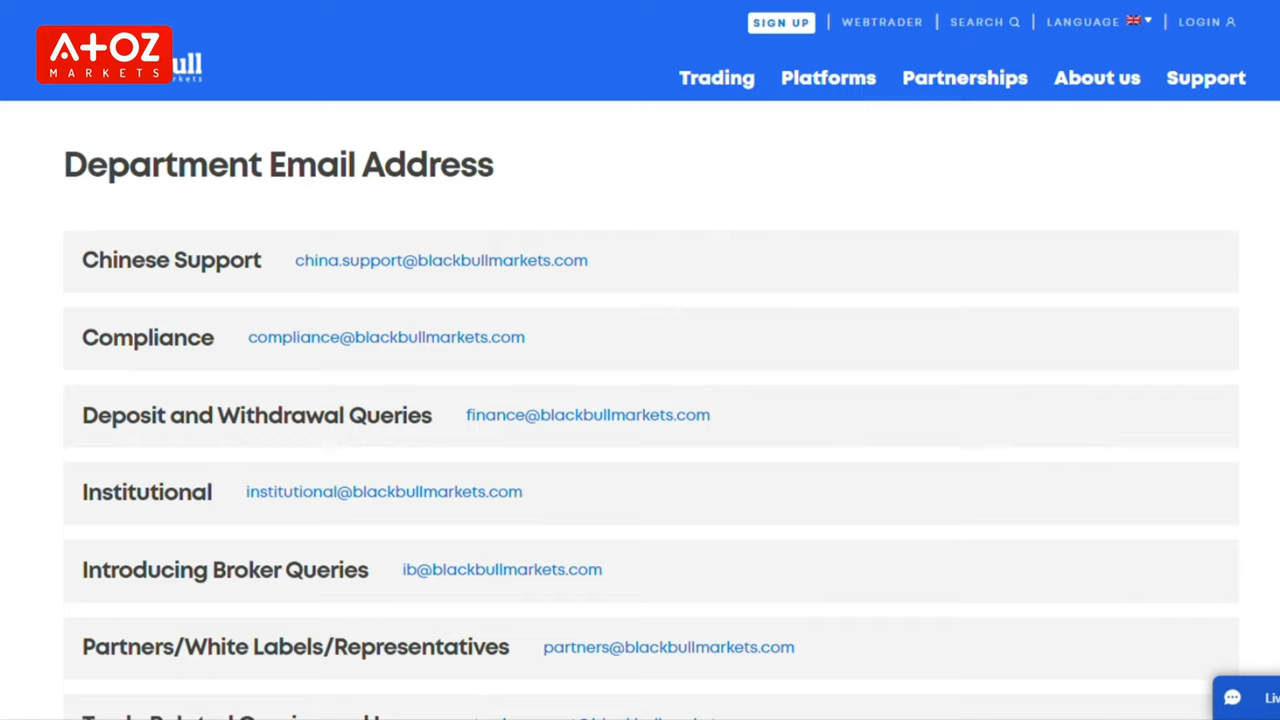 SIGN UP
WEBTRADER
SEARCH
LANGUAGE
LOGIN
A+OZ
MARKETS
Trading
Platforms
Partnerships
About us
Support
Department Email Address
Chinese Support china.support@blackbullmarkets.com
Compliance compliance@blackbullmarkets.com
Deposit and Withdrawal Queries finance@blackbullmarkets.com
Institutional institutional@blackbullmarkets.com
Introducing Broker Queries ib@blackbullmarkets.com
Partners/White Labels/Representatives partners@blackbullmarkets.com